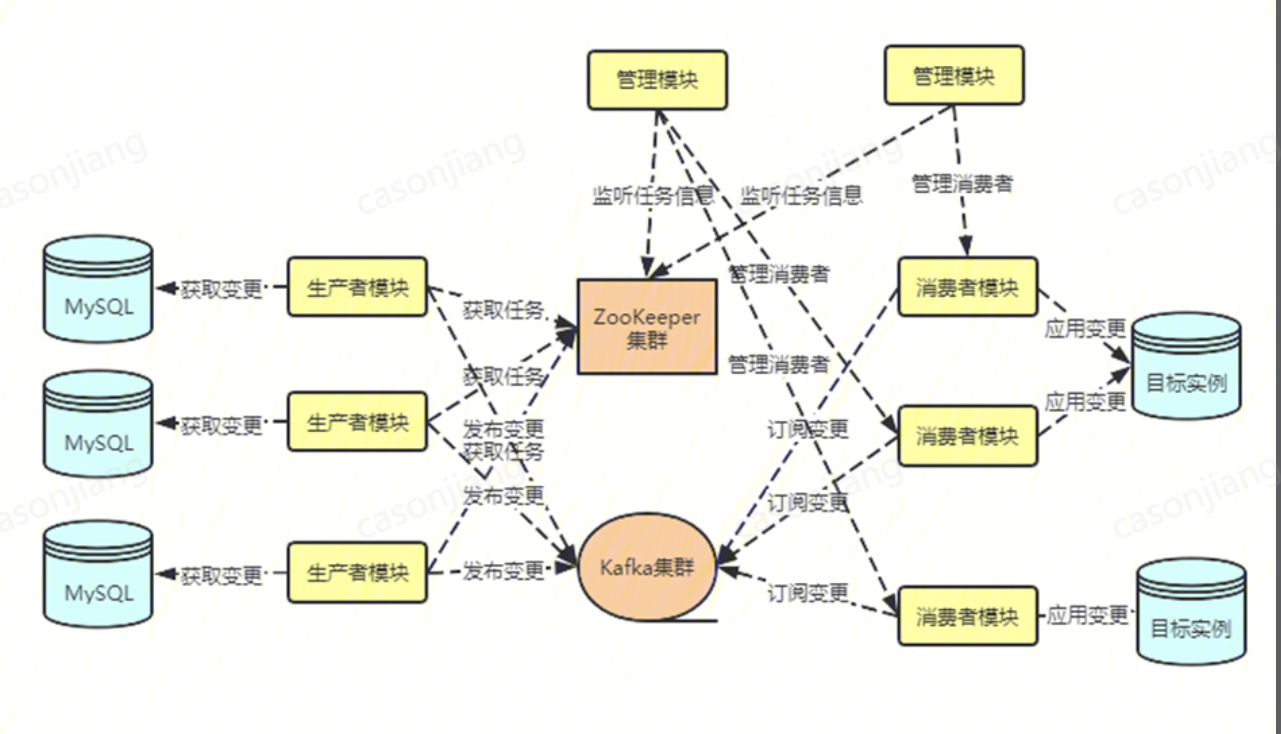 管理模块
管理模块
监听任务信息
监听任务信息
管理消费者
管理消费者
管理消费者
MySQL
获取变更
生产者模块
获取任务
ZooKeeper
集群
消费者模块
应用变更
目标实例
MySQL
获取变更
生产者模块
获取任务
发布变更
获取任务
发布变更
订阅变更
订阅变更
消费者模块
应用变更
MySQL
获取变更
生产者模块
发布变更
Kafka集群
订阅变更
消费者模块
应用变更
目标实例
casonjiang
casonjiang
casonjiang
casonjiang
casonjiang
casonjiang
casonjiang
casonjiang